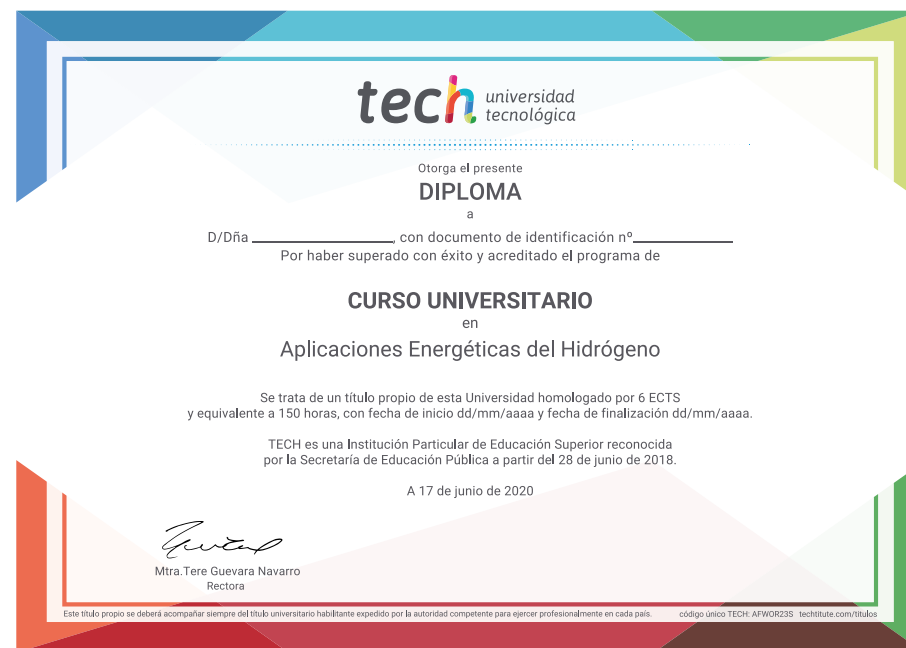 tech universidad
tecnológica
Otorga el presente
DIPLOMA
a
D/Dña ____________________, con documento de identificación nº______________
Por haber superado con éxito y acreditado el programa de
CURSO UNIVERSITARIO
en
Aplicaciones Energéticas del Hidrógeno
Se trata de un título propio de esta Universidad homologado por 6 ECTS
y equivalente a 150 horas, con fecha de inicio dd/mm/aaaa y fecha de finalización dd/mm/aaaa.
TECH es una Institución Particular de Educación Superior reconocida
por la Secretaría de Educación Pública a partir del 28 de junio de 2018.
A 17 de junio de 2020
Mtra.Tere Guevara Navarro
Rectora
Este título propio se deberá acompañar siempre del título universitario habilitante expedido por la autoridad competente para ejercer profesionalmente en cada país. código único TECH: AFWOR23S techtitute.com/titulos